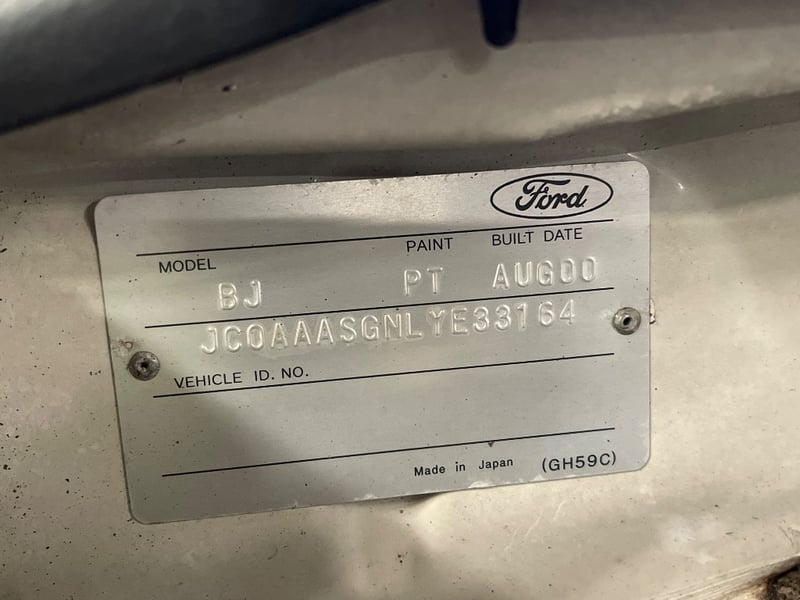 Ford
PAINT BUILT DATE
MODEL
BJ PT AUG00
JC0AAASGNLYE33164
VEHICLE ID. NO.
Made in Japan (GH59C)